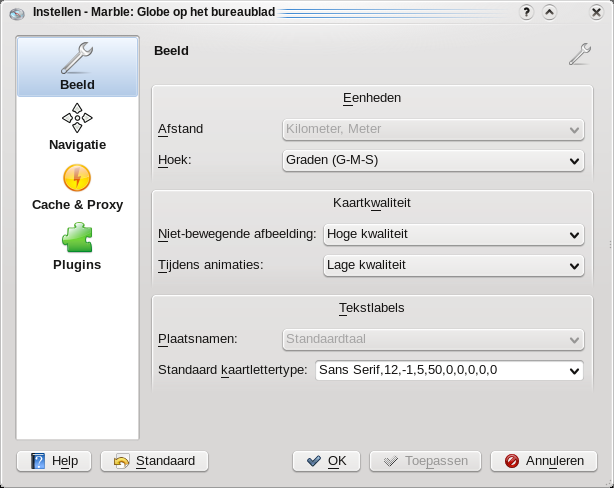 Instellen - Marble: Globe op het bureaublad
Beeld
Navigatie
Cache & Proxy
Plugins
Beeld
Eenheden
Afstand Kilometer, Meter
Hoek: Graden (G-M-S)
Kaartkwaliteit
Niet-bewegende afbeelding: Hoge kwaliteit
Tijdens animaties: Lage kwaliteit
Tekstlabels
Plaatsnamen: Standaardtaal
Standaard kaartlettertype: Sans Serif,12,-1,5,50,0,0,0,0,0
Help Standaard OK Toepassen Annuleren